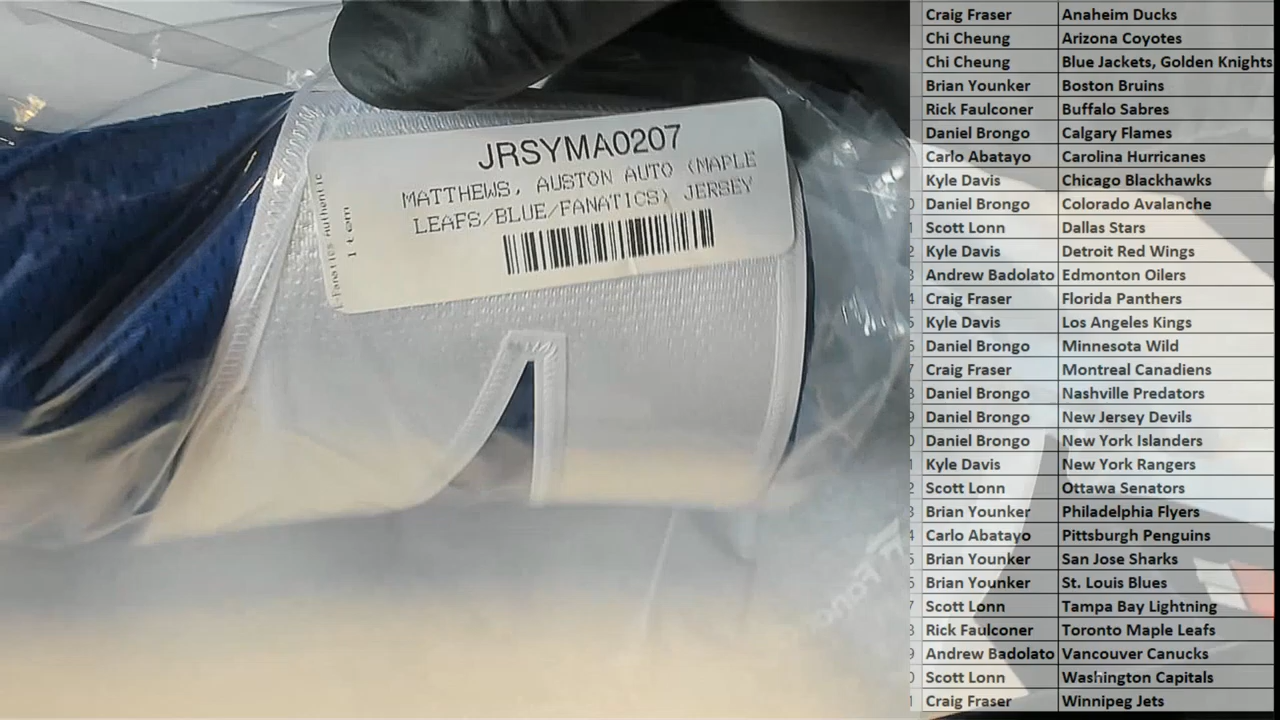 JRSYMA0207
MATTHEWS, AUSTON AUTO (MAPLE
LEAFS/BLUE/FANATICS) JERSEY
Fanatics Authentic
1 Item
Craig Fraser Anaheim Ducks
Chi Cheung Arizona Coyotes
Chi Cheung Blue Jackets, Golden Knights
Brian Younker Boston Bruins
Rick Faulconer Buffalo Sabres
Daniel Brongo Calgary Flames
Carlo Abatayo Carolina Hurricanes
Kyle Davis Chicago Blackhawks
Daniel Brongo Colorado Avalanche
Scott Lonn Dallas Stars
Kyle Davis Detroit Red Wings
Andrew Badolato Edmonton Oilers
Craig Fraser Florida Panthers
Kyle Davis Los Angeles Kings
Daniel Brongo Minnesota Wild
Craig Fraser Montreal Canadiens
Daniel Brongo Nashville Predators
Daniel Brongo New Jersey Devils
Daniel Brongo New York Islanders
Kyle Davis New York Rangers
Scott Lonn Ottawa Senators
Brian Younker Philadelphia Flyers
Carlo Abatayo Pittsburgh Penguins
Brian Younker San Jose Sharks
Brian Younker St. Louis Blues
Scott Lonn Tampa Bay Lightning
Rick Faulconer Toronto Maple Leafs
Andrew Badolato Vancouver Canucks
Scott Lonn Washington Capitals
Craig Fraser Winnipeg Jets